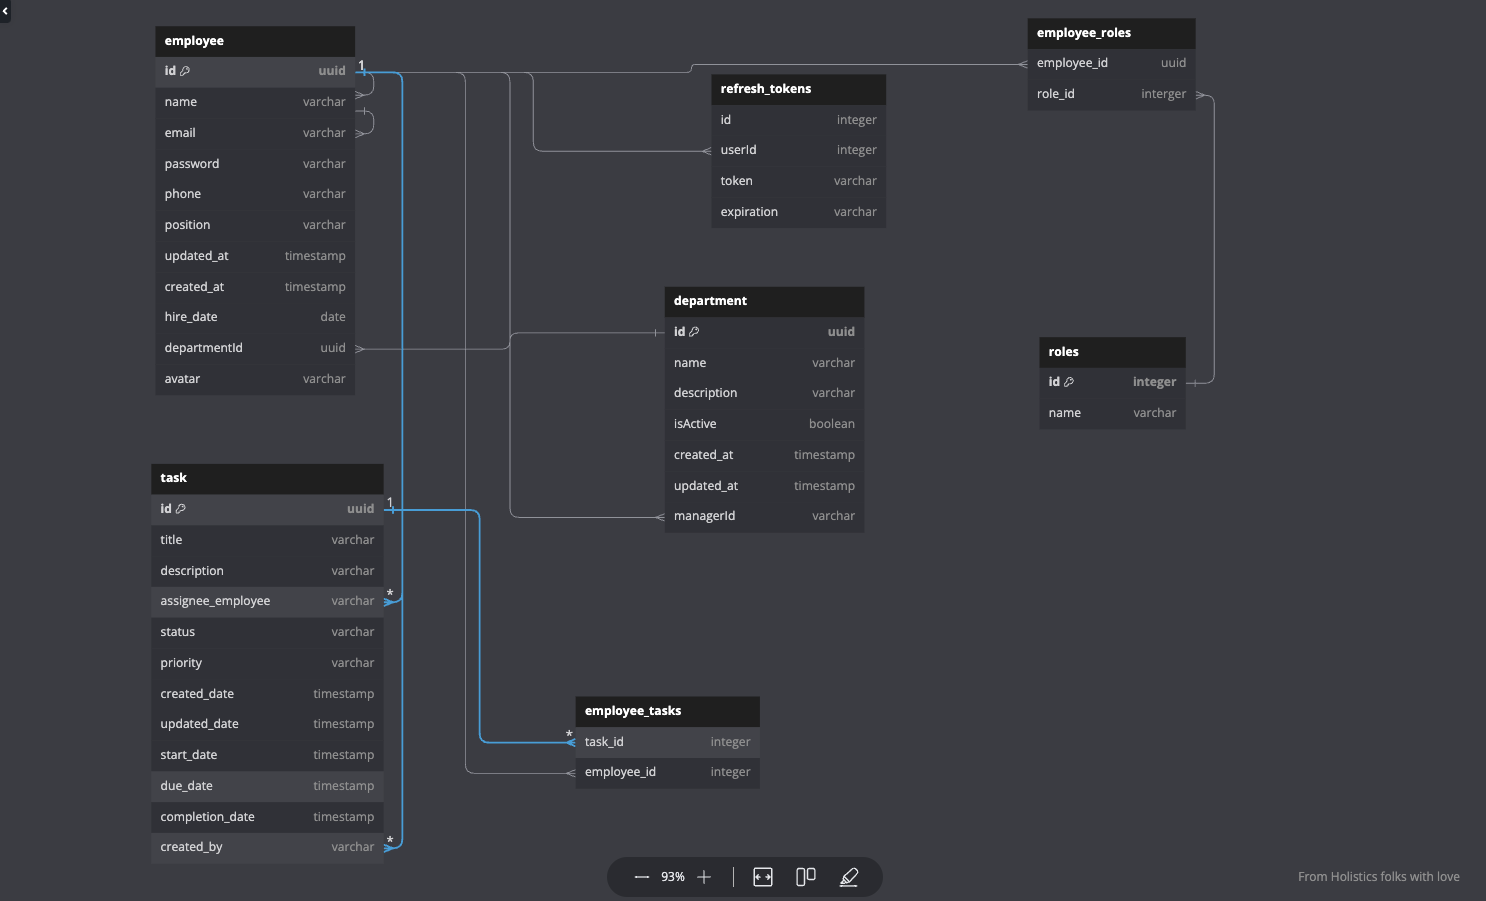 employee
id uuid
name varchar
email varchar
password varchar
phone varchar
position varchar
updated_at timestamp
created_at timestamp
hire_date date
departmentId uuid
avatar varchar
1
refresh_tokens
id integer
userId integer
token varchar
expiration varchar
employee_roles
employee_id uuid
role_id interger
department
id uuid
name varchar
description varchar
isActive boolean
created_at timestamp
updated_at timestamp
managerId varchar
roles
id integer
name varchar
task
id uuid
title varchar
description varchar
assignee_employee varchar
status varchar
priority varchar
created_date timestamp
updated_date timestamp
start_date timestamp
due_date timestamp
completion_date timestamp
created_by varchar
1
*
*
employee_tasks
* task_id integer
employee_id integer
93%
From Holistics folks with love